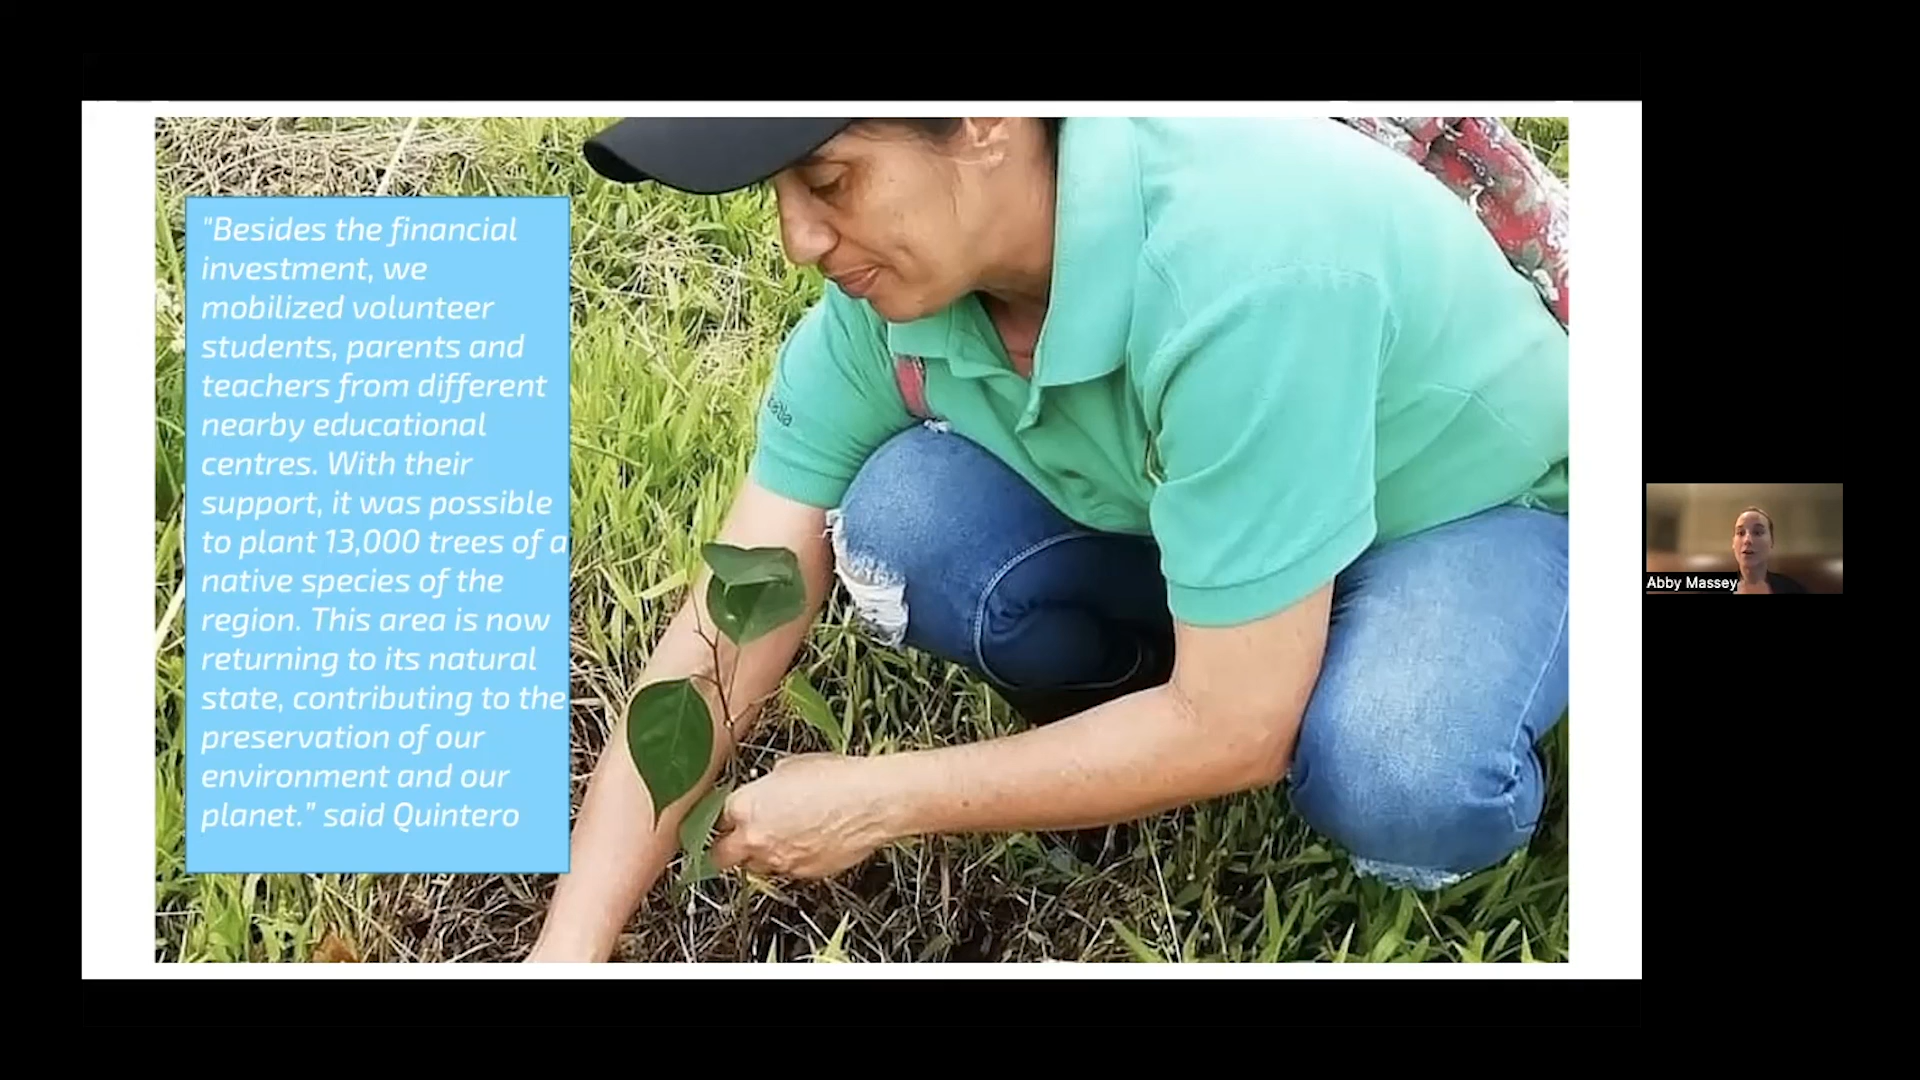 "Besides the financial
investment, we
mobilized volunteer
students, parents and
teachers from different
nearby educational
centres. With their
support, it was possible
to plant 13,000 trees of a
native species of the
region. This area is now
returning to its natural
state, contributing to the
preservation of our
environment and our
planet." said Quintero
Abby Massey